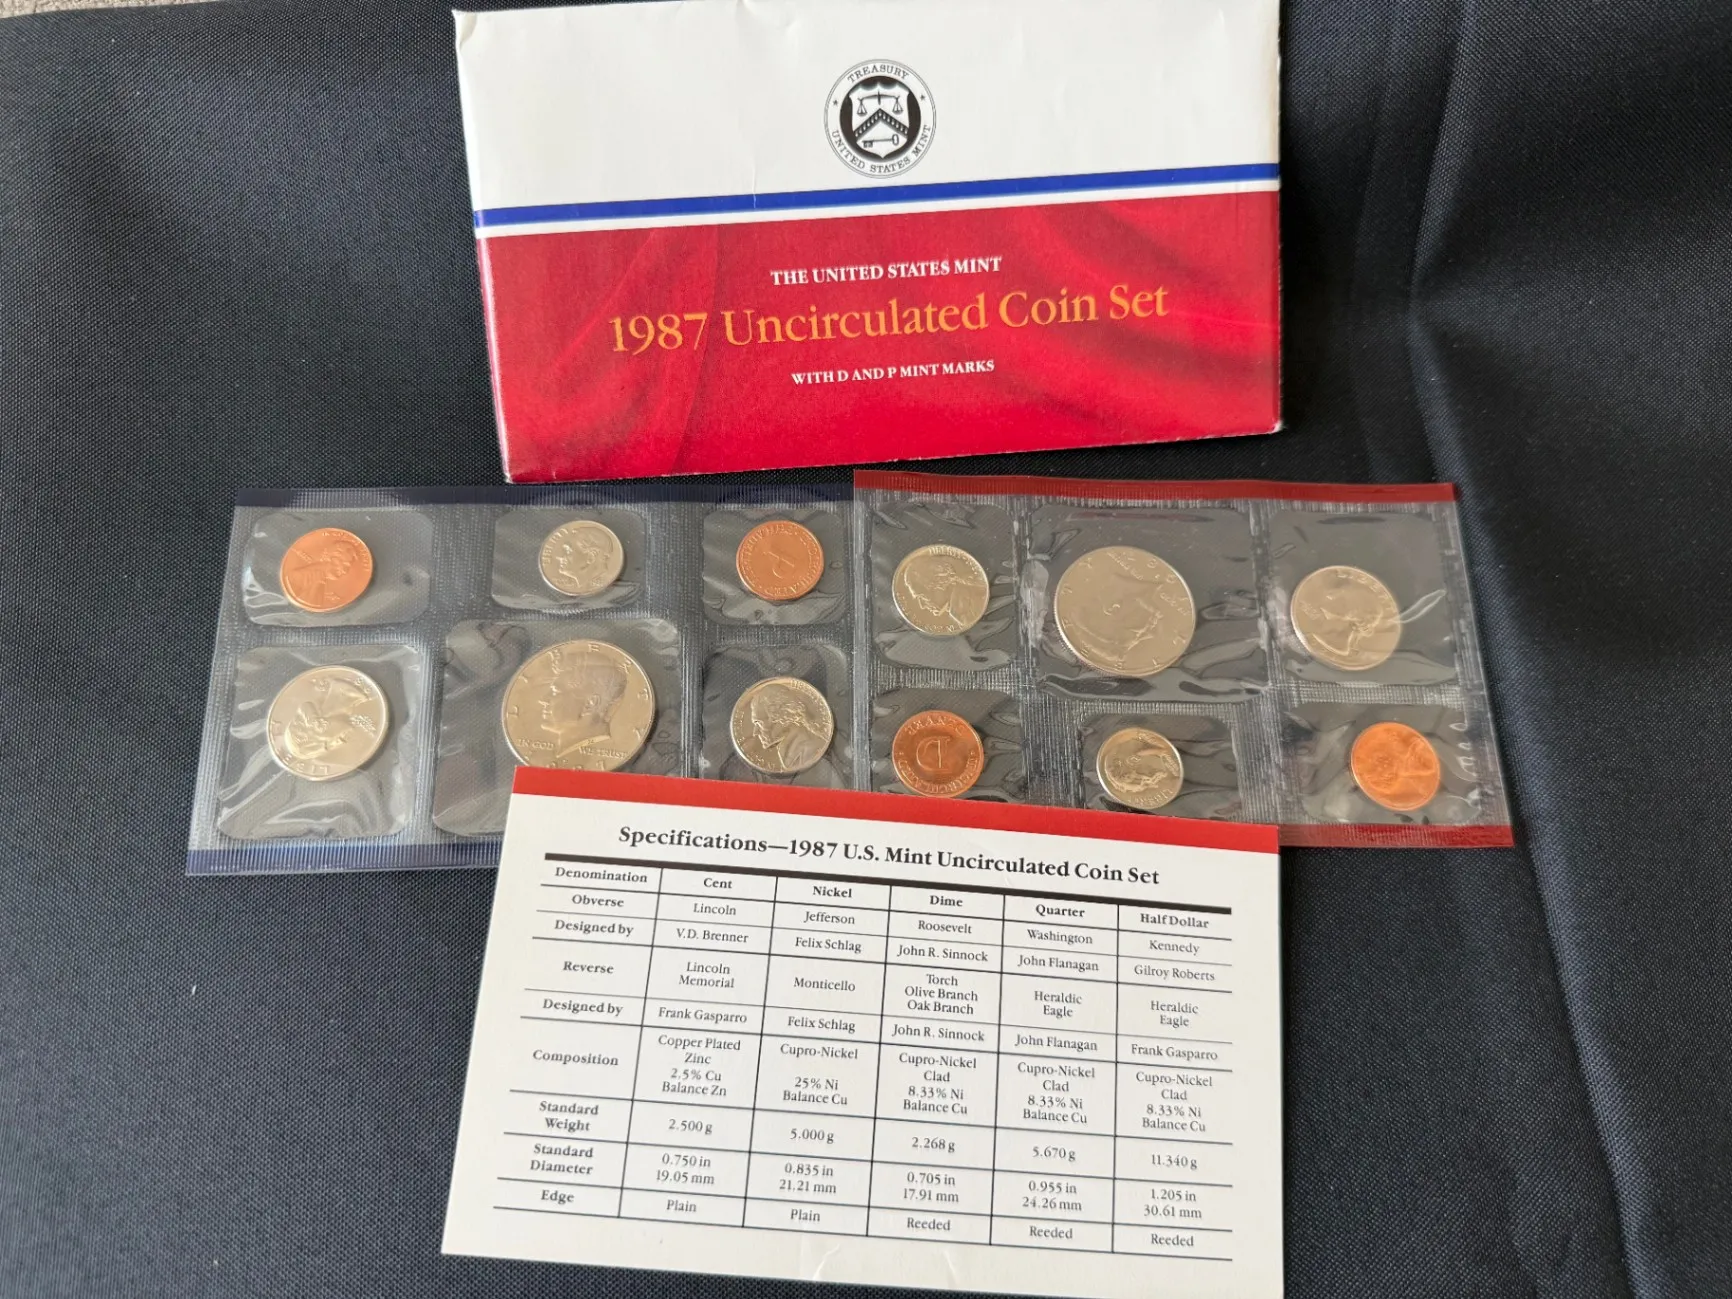 TREASURY
UNITED STATES MINT
THE UNITED STATES MINT
1987 Uncirculated Coin Set
WITH D AND P MINT MARKS
LIBERTY
LIBERTY
IN GOD WE TRUST
LIBERTY
UNCIRCULATED
DENVER
D
LIBERTY
Specifications—1987 U.S. Mint Uncirculated Coin Set
Denomination Cent Nickel Dime Quarter Half Dollar
Obverse Lincoln Jefferson Roosevelt Washington Kennedy
Designed by V.D. Brenner Felix Schlag John R. Sinnock John Flanagan Gilroy Roberts
Reverse Lincoln Memorial Monticello Torch Olive Branch Oak Branch Heraldic Eagle Heraldic Eagle
Designed by Frank Gasparro Felix Schlag John R. Sinnock John Flanagan Frank Gasparro
Composition Copper Plated Zinc 2.5% Cu Balance Zn Cupro-Nickel 25% Ni Balance Cu Cupro-Nickel Clad 8.33% Ni Balance Cu Cupro-Nickel Clad 8.33% Ni Balance Cu Cupro-Nickel Clad 8.33% Ni Balance Cu
Standard Weight 2.500 g 5.000 g 2.268 g 5.670 g 11.340 g
Standard Diameter 0.750 in 19.05 mm 0.835 in 21.21 mm 0.705 in 17.91 mm 0.955 in 24.26 mm 1.205 in 30.61 mm
Edge Plain Plain Reeded Reeded Reeded